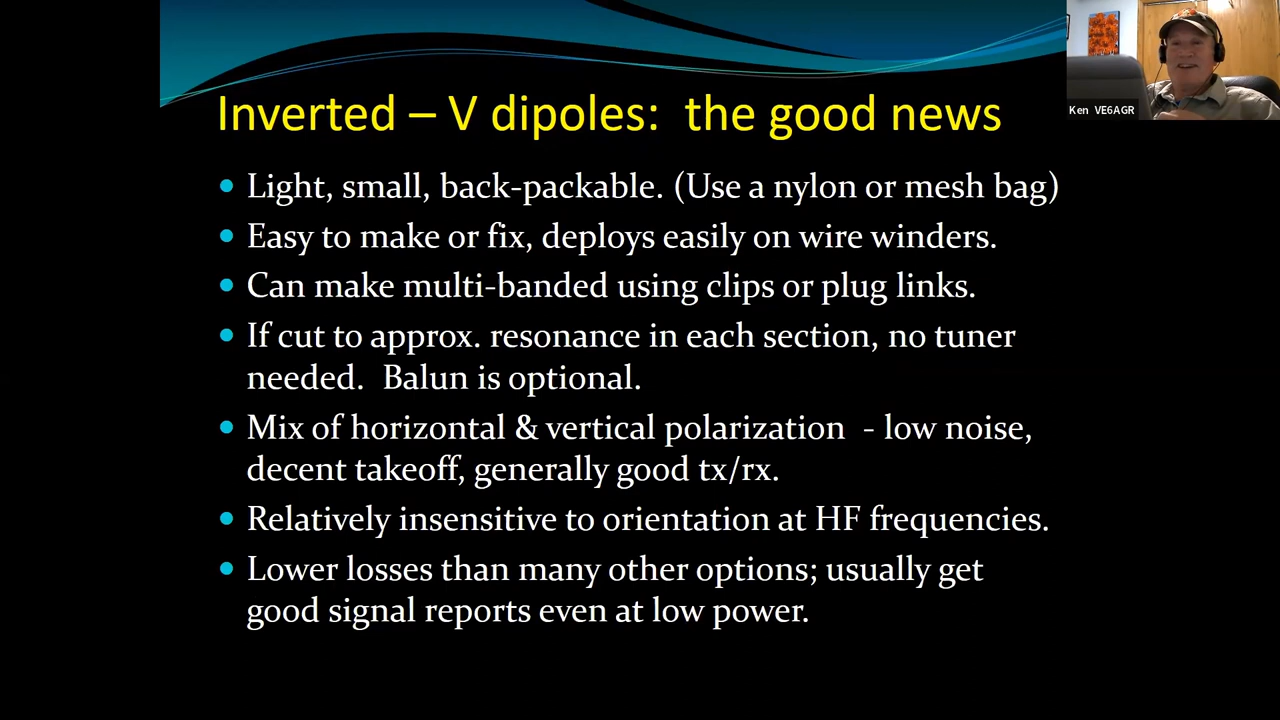 Inverted – V dipoles:  the good news
Ken VE6AGR
• Light, small, back-packable. (Use a nylon or mesh bag)
• Easy to make or fix, deploys easily on wire winders.
• Can make multi-banded using clips or plug links.
• If cut to approx. resonance in each section, no tuner
needed.  Balun is optional.
• Mix of horizontal & vertical polarization  - low noise,
decent takeoff, generally good tx/rx.
• Relatively insensitive to orientation at HF frequencies.
• Lower losses than many other options; usually get
good signal reports even at low power.